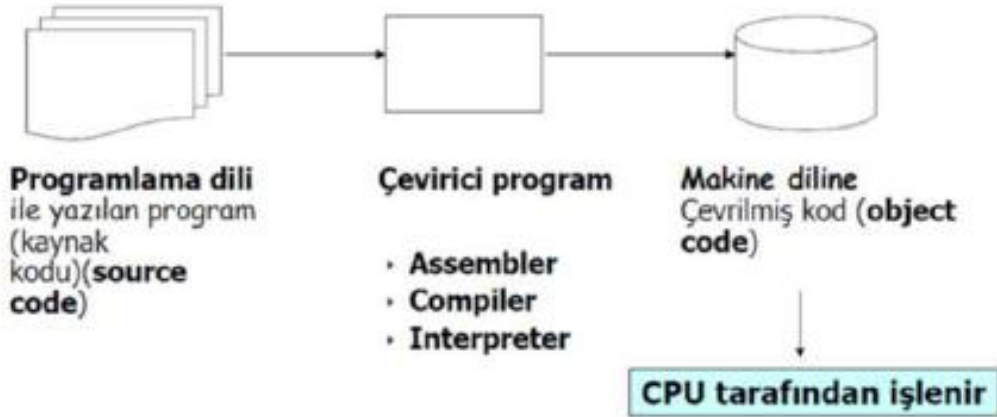 Programlama dili
ile yazılan program
(kaynak
kodu)(source
code)
Çevirici program
‣ Assembler
‣ Compiler
‣ Interpreter
Makine diline
Çevrilmiş kod (object
code)
CPU tarafından işlenir